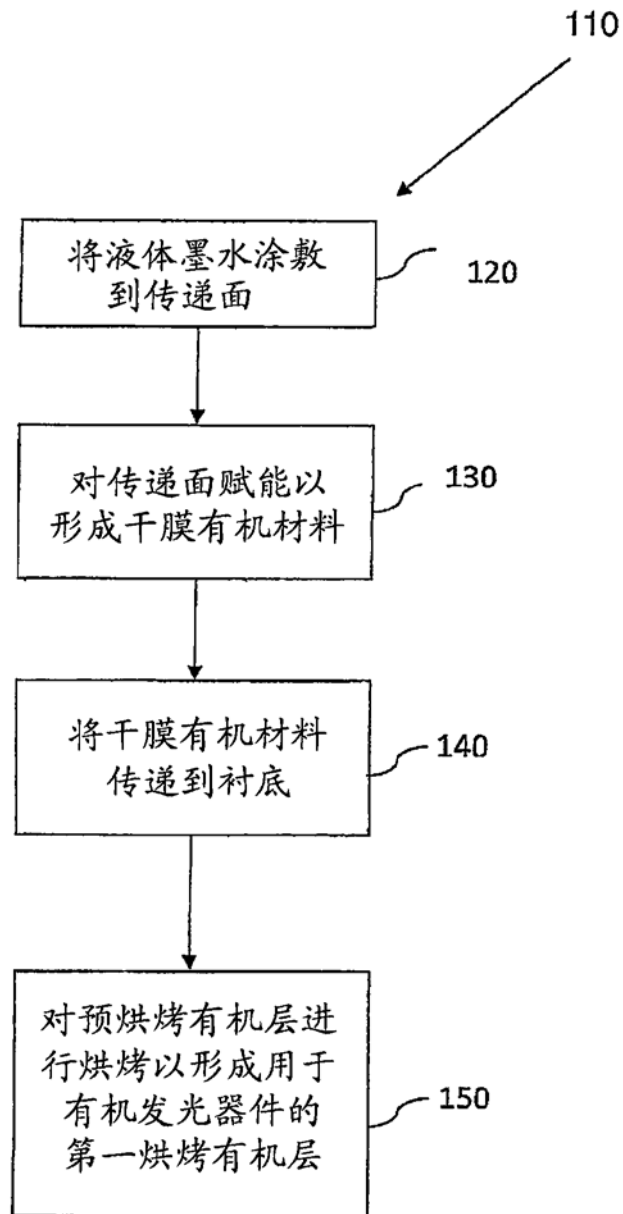 110
将液体墨水涂敷
到传递面
120
对传递面赋能以
形成干膜有机材料
130
将干膜有机材料
传递到衬底
140
对预烘烤有机层进
行烘烤以形成用于
有机发光器件的
第一烘烤有机层
150